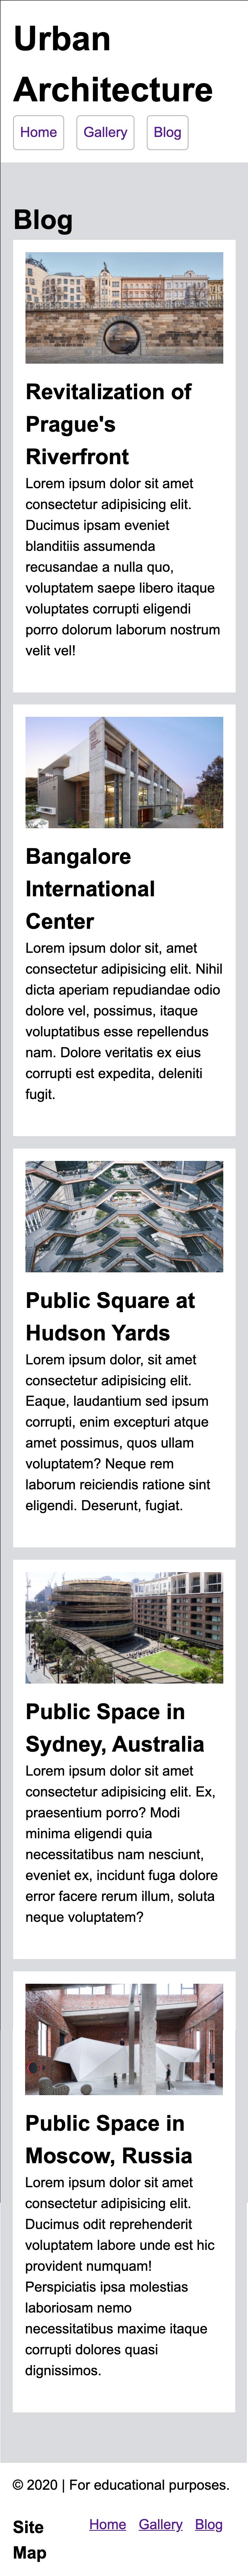 Urban
Architecture
Home Gallery Blog
Blog
Revitalization of
Prague's
Riverfront
Lorem ipsum dolor sit amet
consectetur adipisicing elit.
Ducimus ipsam eveniet
blanditiis assumenda
recusandae a nulla quo,
voluptatem saepe libero itaque
voluptates corrupti eligendi
porro dolorum laborum nostrum
velit vel!
Bangalore
International
Center
Lorem ipsum dolor sit, amet
consectetur adipisicing elit. Nihil
dicta aperiam repudiandae odio
dolore vel, possimus, itaque
voluptatibus esse repellendus
nam. Dolore veritatis ex eius
corrupti est expedita, deleniti
fugit.
Public Square at
Hudson Yards
Lorem ipsum dolor, sit amet
consectetur adipisicing elit.
Eaque, laudantium sed ipsum
corrupti, enim excepturi atque
amet possimus, quos ullam
voluptatem? Neque rem
laborum reiciendis ratione sint
eligendi. Deserunt, fugiat.
Public Space in
Sydney, Australia
Lorem ipsum dolor sit amet
consectetur adipisicing elit. Ex,
praesentium porro? Modi
minima eligendi quia
necessitatibus nam nesciunt,
eveniet ex, incidunt fuga dolore
error facere rerum illum, soluta
neque voluptatem?
Public Space in
Moscow, Russia
Lorem ipsum dolor sit amet
consectetur adipisicing elit.
Ducimus odit reprehenderit
voluptatem labore unde est hic
provident numquam!
Perspiciatis ipsa molestias
laboriosam nemo
necessitatibus maxime itaque
corrupti dolores quasi
dignissimos.
© 2020 | For educational purposes.
Site
Map
Home Gallery Blog